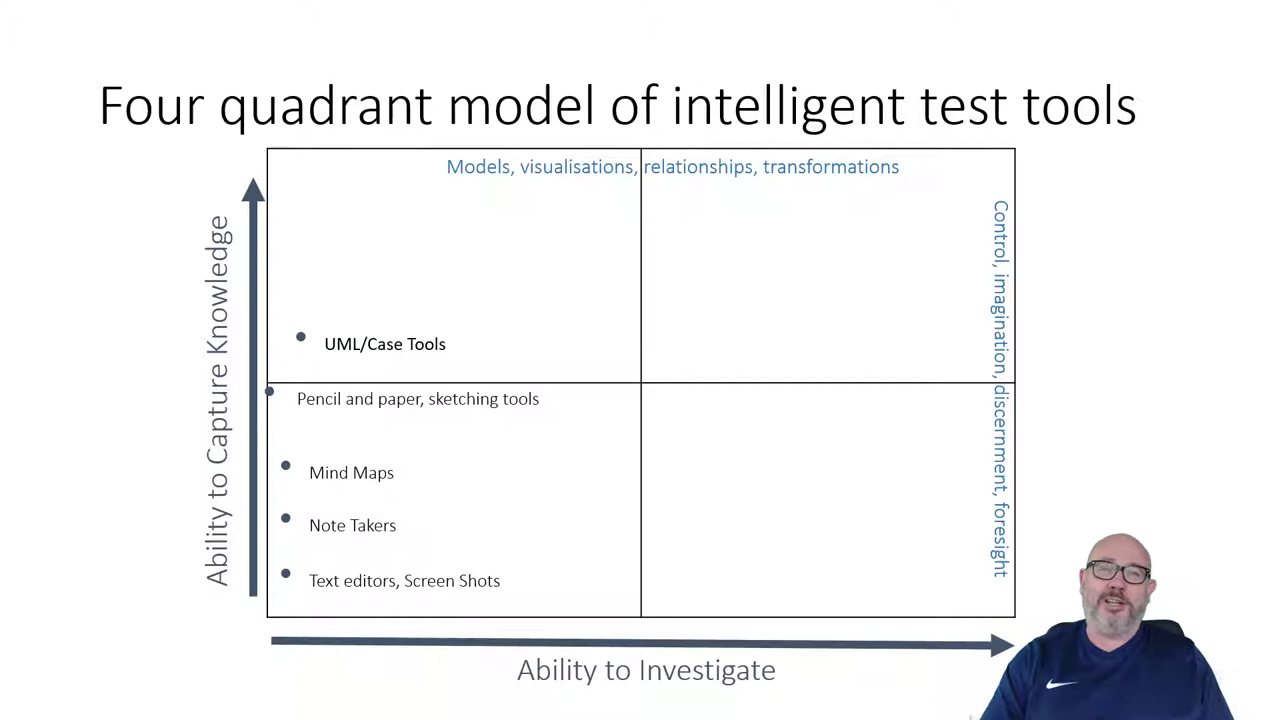 Four quadrant model of intelligent test tools
Models, visualisations, relationships, transformations
Ability to Capture Knowledge
Control, imagination, discernment, foresight
UML/Case Tools
Pencil and paper, sketching tools
Mind Maps
Note Takers
Text editors, Screen Shots
Ability to Investigate